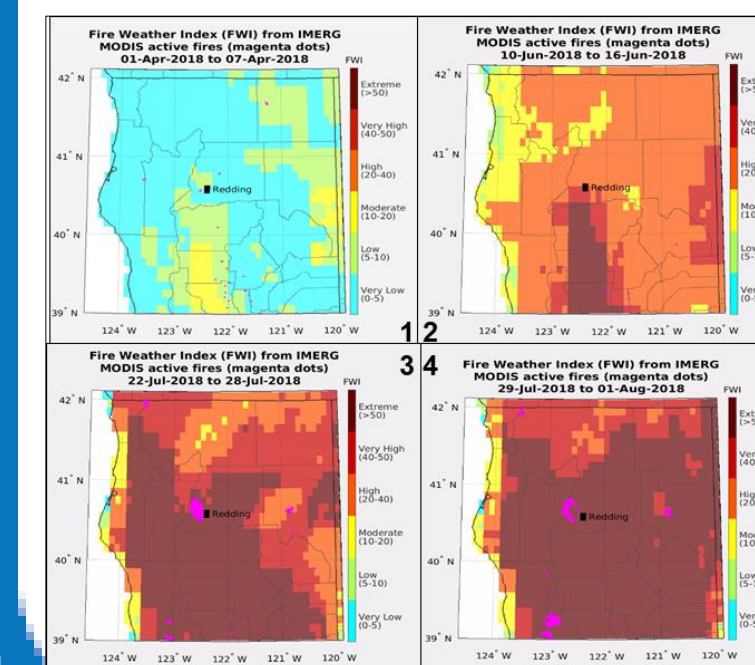 Fire Weather Index (FWI) from IMERG
MODIS active fires (magenta dots)
01-Apr-2018 to 07-Apr-2018
FWI
42° N
41° N
40° N
39° N
Redding
124° W 123° W 122° W 121° W 120° W
Extreme
(>50)
Very High
(40-50)
High
(20-40)
Moderate
(10-20)
Low
(5-10)
Very Low
(0-5)
1
Fire Weather Index (FWI) from IMERG
MODIS active fires (magenta dots)
10-Jun-2018 to 16-Jun-2018
FWI
42° N
41° N
40° N
39° N
Redding
124° W 123° W 122° W 121° W 120° W
2
Fire Weather Index (FWI) from IMERG
MODIS active fires (magenta dots)
22-Jul-2018 to 28-Jul-2018
FWI
42° N
41° N
40° N
39° N
Redding
124° W 123° W 122° W 121° W 120° W
Extreme
(>50)
Very High
(40-50)
High
(20-40)
Moderate
(10-20)
Low
(5-10)
Very Low
(0-5)
3
Fire Weather Index (FWI) from IMERG
MODIS active fires (magenta dots)
29-Jul-2018 to 01-Aug-2018
FWI
42° N
41° N
40° N
39° N
Redding
124° W 123° W 122° W 121° W 120° W
4